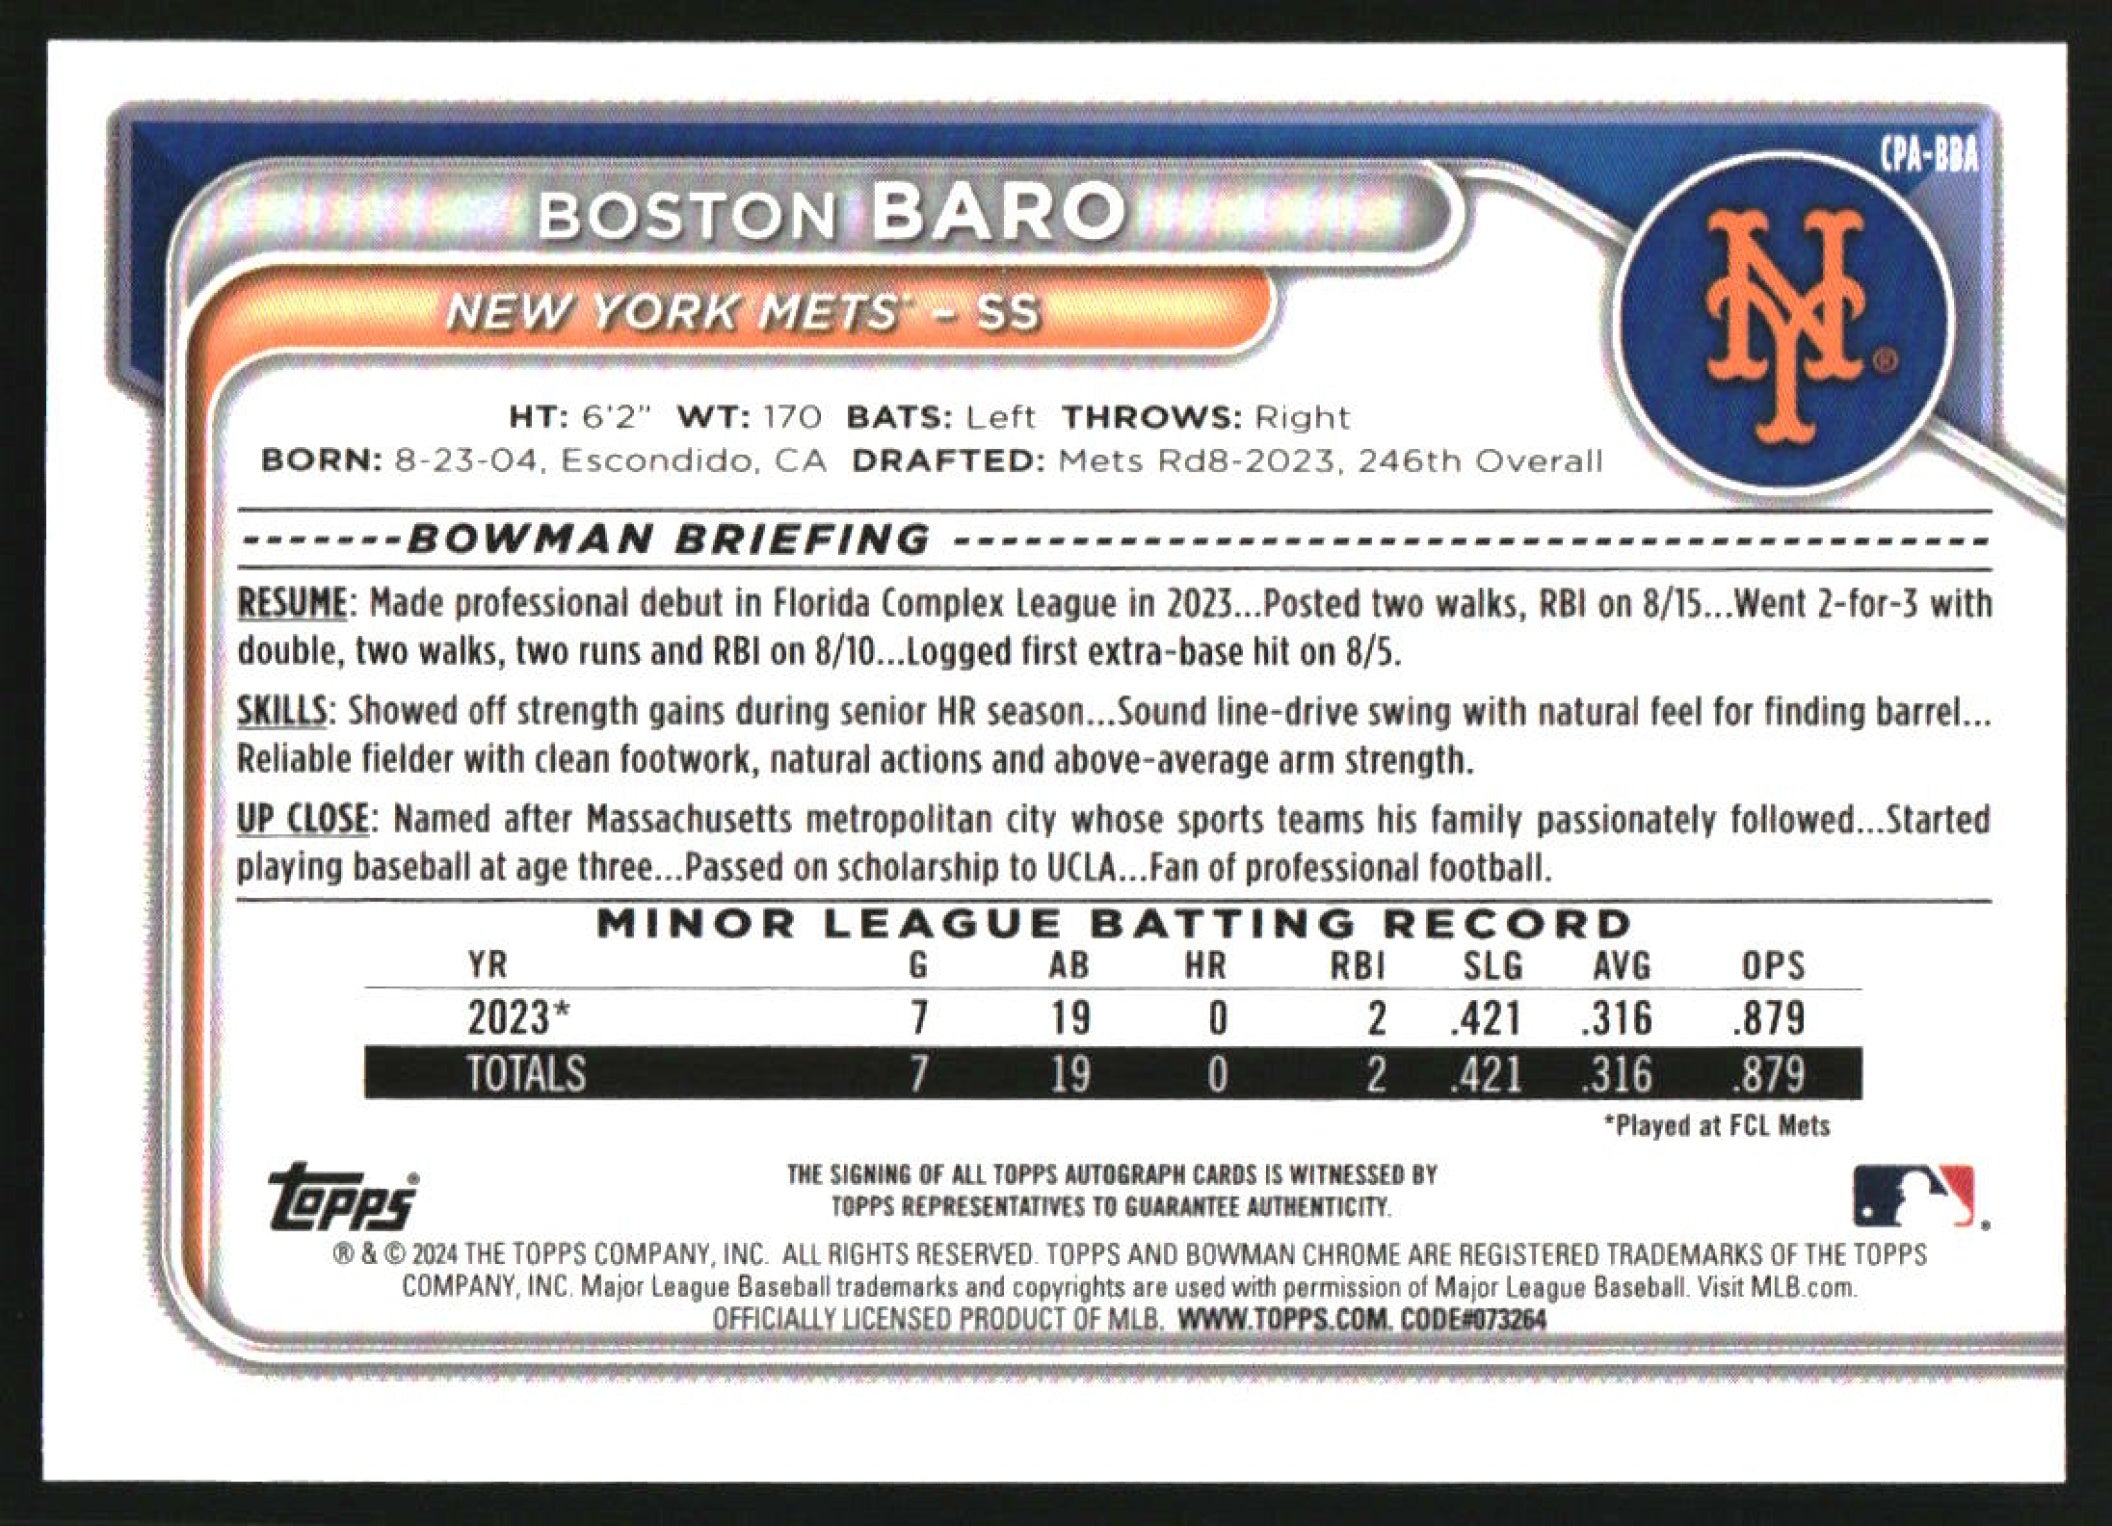 CPA-BBA
BOSTON BARO
NEW YORK METS - SS
NY ®
HT: 6'2" WT: 170 BATS: Left THROWS: Right
BORN: 8-23-04, Escondido, CA DRAFTED: Mets Rd8-2023, 246th Overall
-------BOWMAN BRIEFING --------------------------------------------
RESUME: Made professional debut in Florida Complex League in 2023...Posted two walks, RBI on 8/15...Went 2-for-3 with
double, two walks, two runs and RBI on 8/10...Logged first extra-base hit on 8/5.
SKILLS: Showed off strength gains during senior HR season...Sound line-drive swing with natural feel for finding barrel...
Reliable fielder with clean footwork, natural actions and above-average arm strength.
UP CLOSE: Named after Massachusetts metropolitan city whose sports teams his family passionately followed...Started
playing baseball at age three...Passed on scholarship to UCLA...Fan of professional football.
MINOR LEAGUE BATTING RECORD
YR G AB HR RBI SLG AVG OPS
2023* 7 19 0 2 .421 .316 .879
TOTALS 7 19 0 2 .421 .316 .879
*Played at FCL Mets
topps®
THE SIGNING OF ALL TOPPS AUTOGRAPH CARDS IS WITNESSED BY
TOPPS REPRESENTATIVES TO GUARANTEE AUTHENTICITY.
® & © 2024 THE TOPPS COMPANY, INC. ALL RIGHTS RESERVED. TOPPS AND BOWMAN CHROME ARE REGISTERED TRADEMARKS OF THE TOPPS
COMPANY, INC. Major League Baseball trademarks and copyrights are used with permission of Major League Baseball. Visit MLB.com.
OFFICIALLY LICENSED PRODUCT OF MLB. WWW.TOPPS.COM. CODE#073264